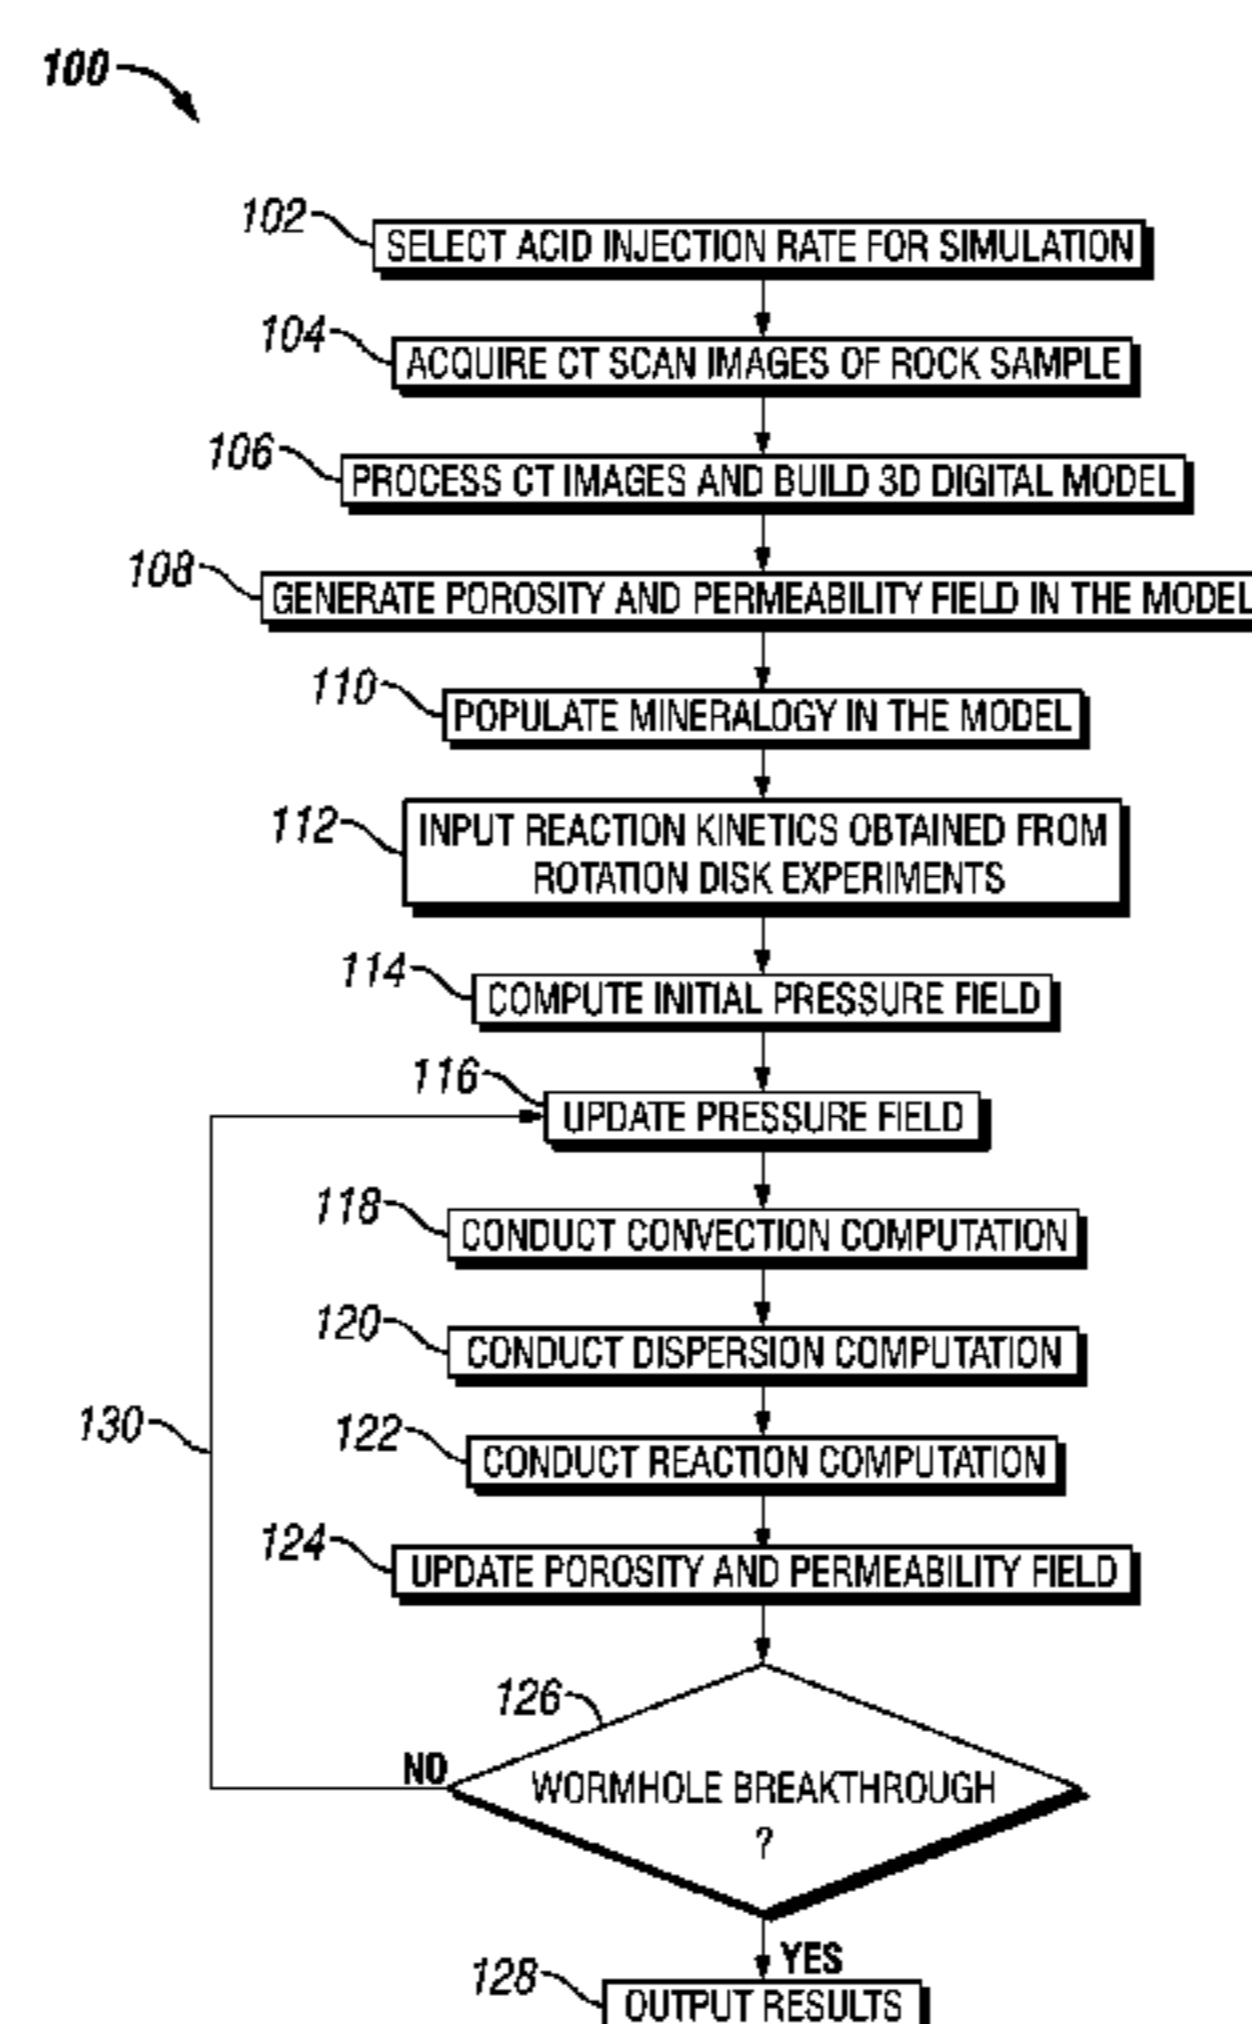 100
102
SELECT ACID INJECTION RATE FOR SIMULATION
104
ACQUIRE CT SCAN IMAGES OF ROCK SAMPLE
106
PROCESS CT IMAGES AND BUILD 3D DIGITAL MODEL
108
GENERATE POROSITY AND PERMEABILITY FIELD IN THE MODEL
110
POPULATE MINERALOGY IN THE MODEL
112
INPUT REACTION KINETICS OBTAINED FROM
ROTATION DISK EXPERIMENTS
114
COMPUTE INITIAL PRESSURE FIELD
116
UPDATE PRESSURE FIELD
118
CONDUCT CONVECTION COMPUTATION
120
CONDUCT DISPERSION COMPUTATION
130
122
CONDUCT REACTION COMPUTATION
124
UPDATE POROSITY AND PERMEABILITY FIELD
126
NO
WORMHOLE BREAKTHROUGH
?
YES
128
OUTPUT RESULTS